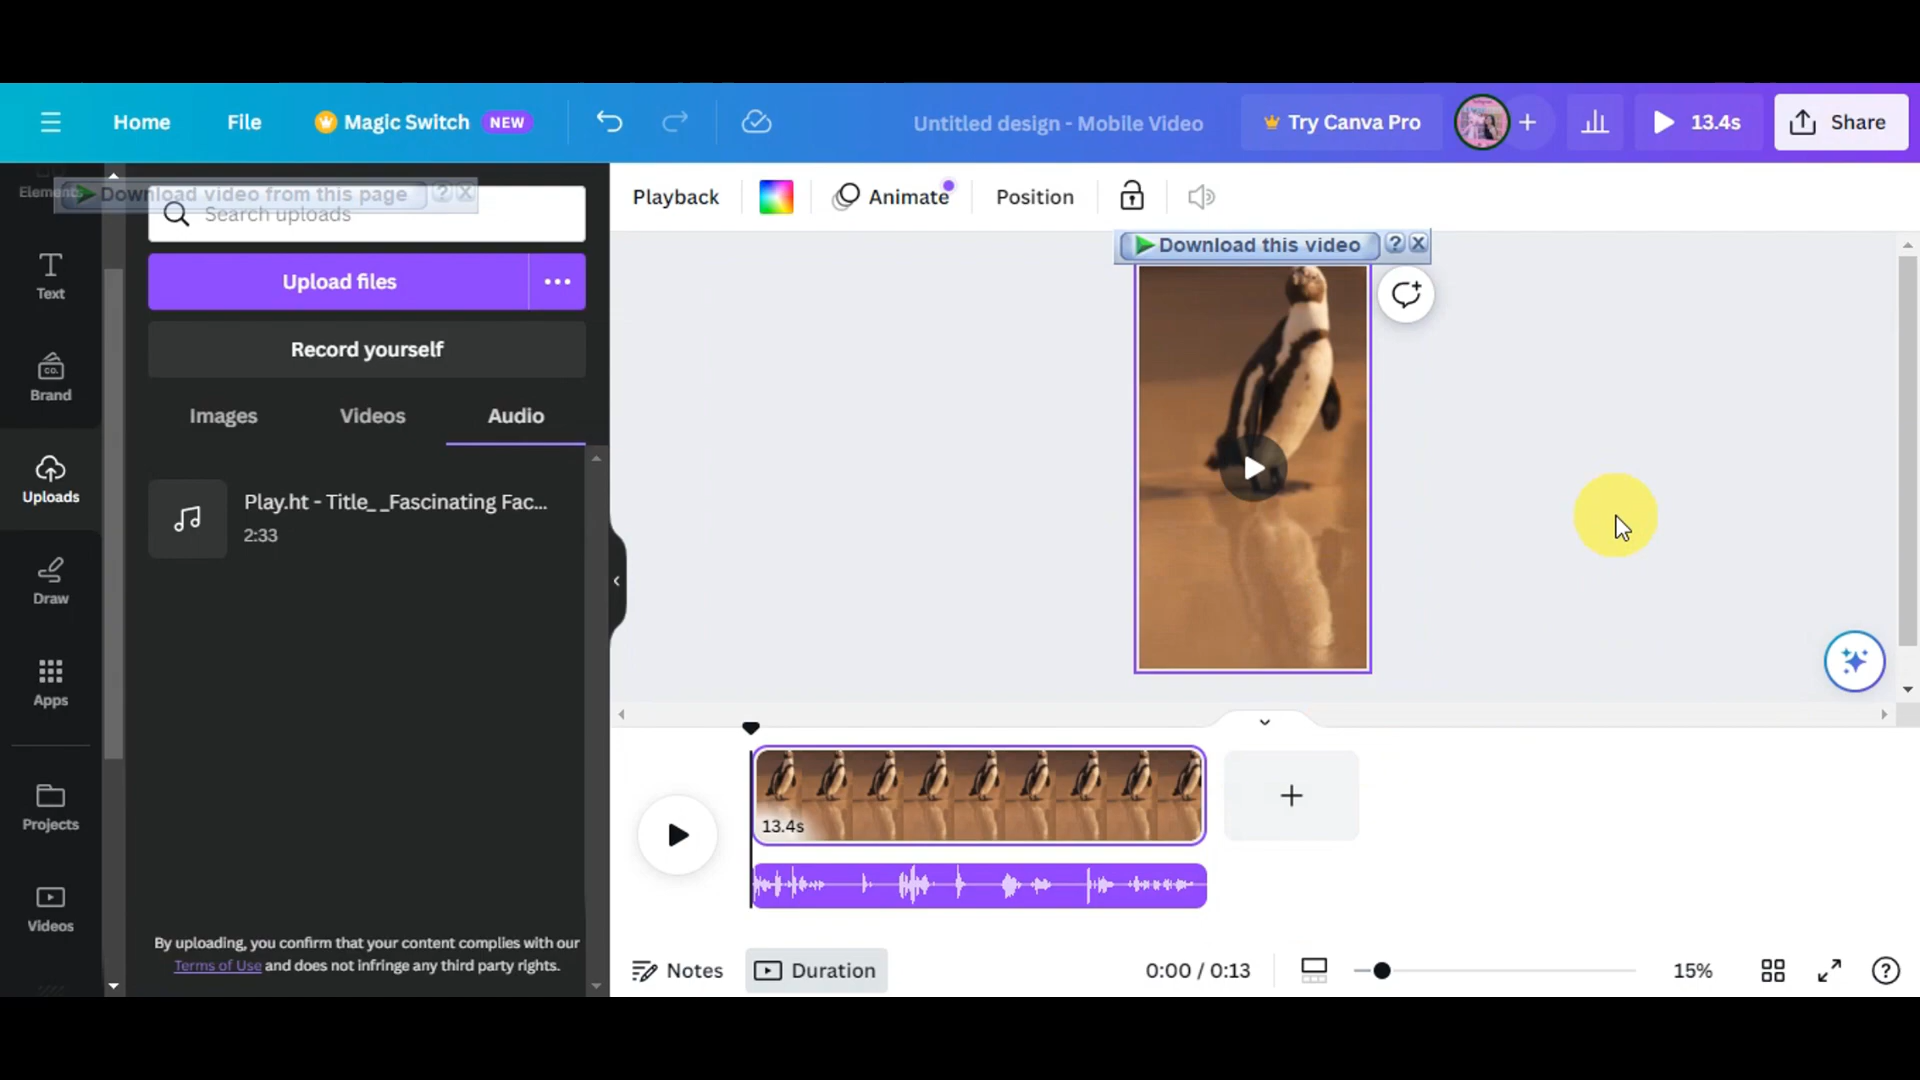 Home
File
Magic Switch NEW
Untitled design - Mobile Video
Try Canva Pro
13.4s
Share
Elements
Download video from this page
Search uploads
Upload files
Record yourself
Images
Videos
Audio
Play.ht - Title_ _Fascinating Fac...
2:33
Text
CO.
Brand
Uploads
Draw
Apps
Projects
Videos
By uploading, you confirm that your content complies with our
Terms of Use and does not infringe any third party rights.
Playback
Animate
Position
Download this video
13.4s
Notes
Duration
0:00 / 0:13
15%